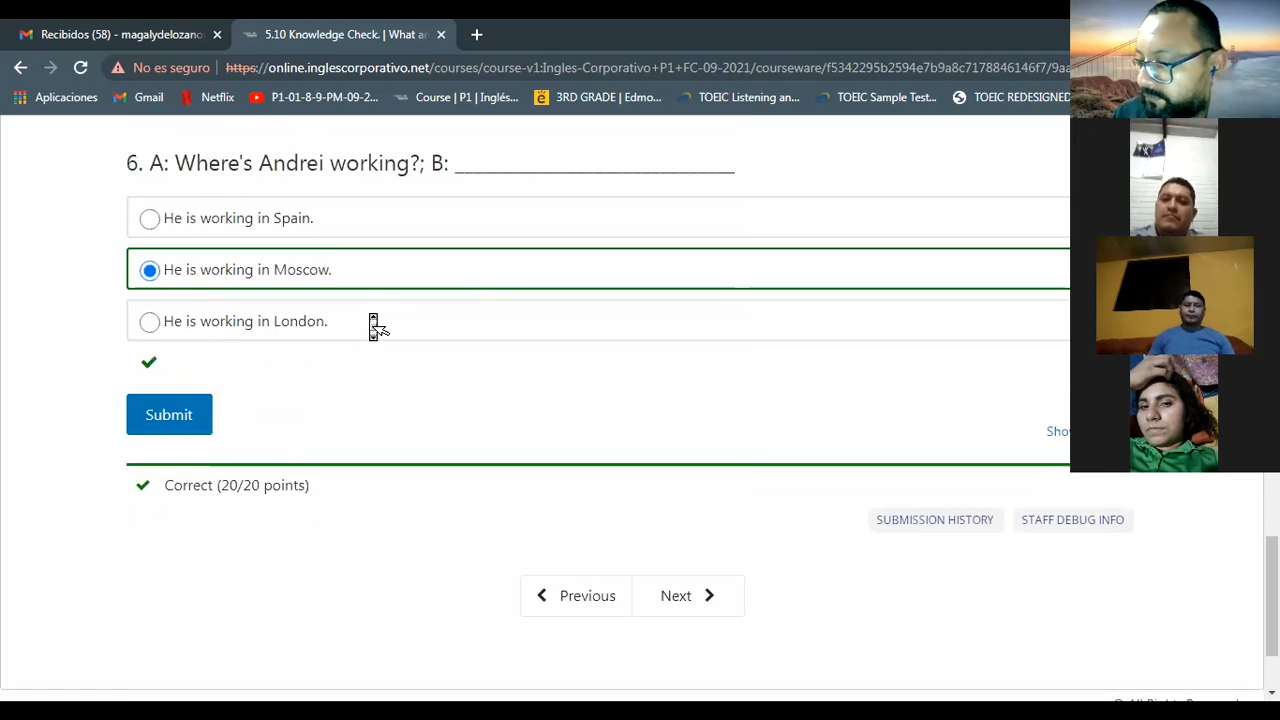 Recibidos (58) - magalydelozano
5.10 Knowledge Check. | What an
No es seguro
https://online.inglescorporativo.net/courses/course-v1:Ingles-Corporativo+P1+FC-09-2021/courseware/f5342295b2594e7b9a8c7178846146f7/9aa
Aplicaciones
Gmail
Netflix
P1-01-8-9-PM-09-2...
Course | P1 | Inglés...
3RD GRADE | Edmo...
TOEIC Listening an...
TOEIC Sample Test...
TOEIC REDESIGNED
6. A: Where's Andrei working?; B: ____________________________
He is working in Spain.
He is working in Moscow.
He is working in London.
Submit
Show
Correct (20/20 points)
SUBMISSION HISTORY
STAFF DEBUG INFO
Previous
Next